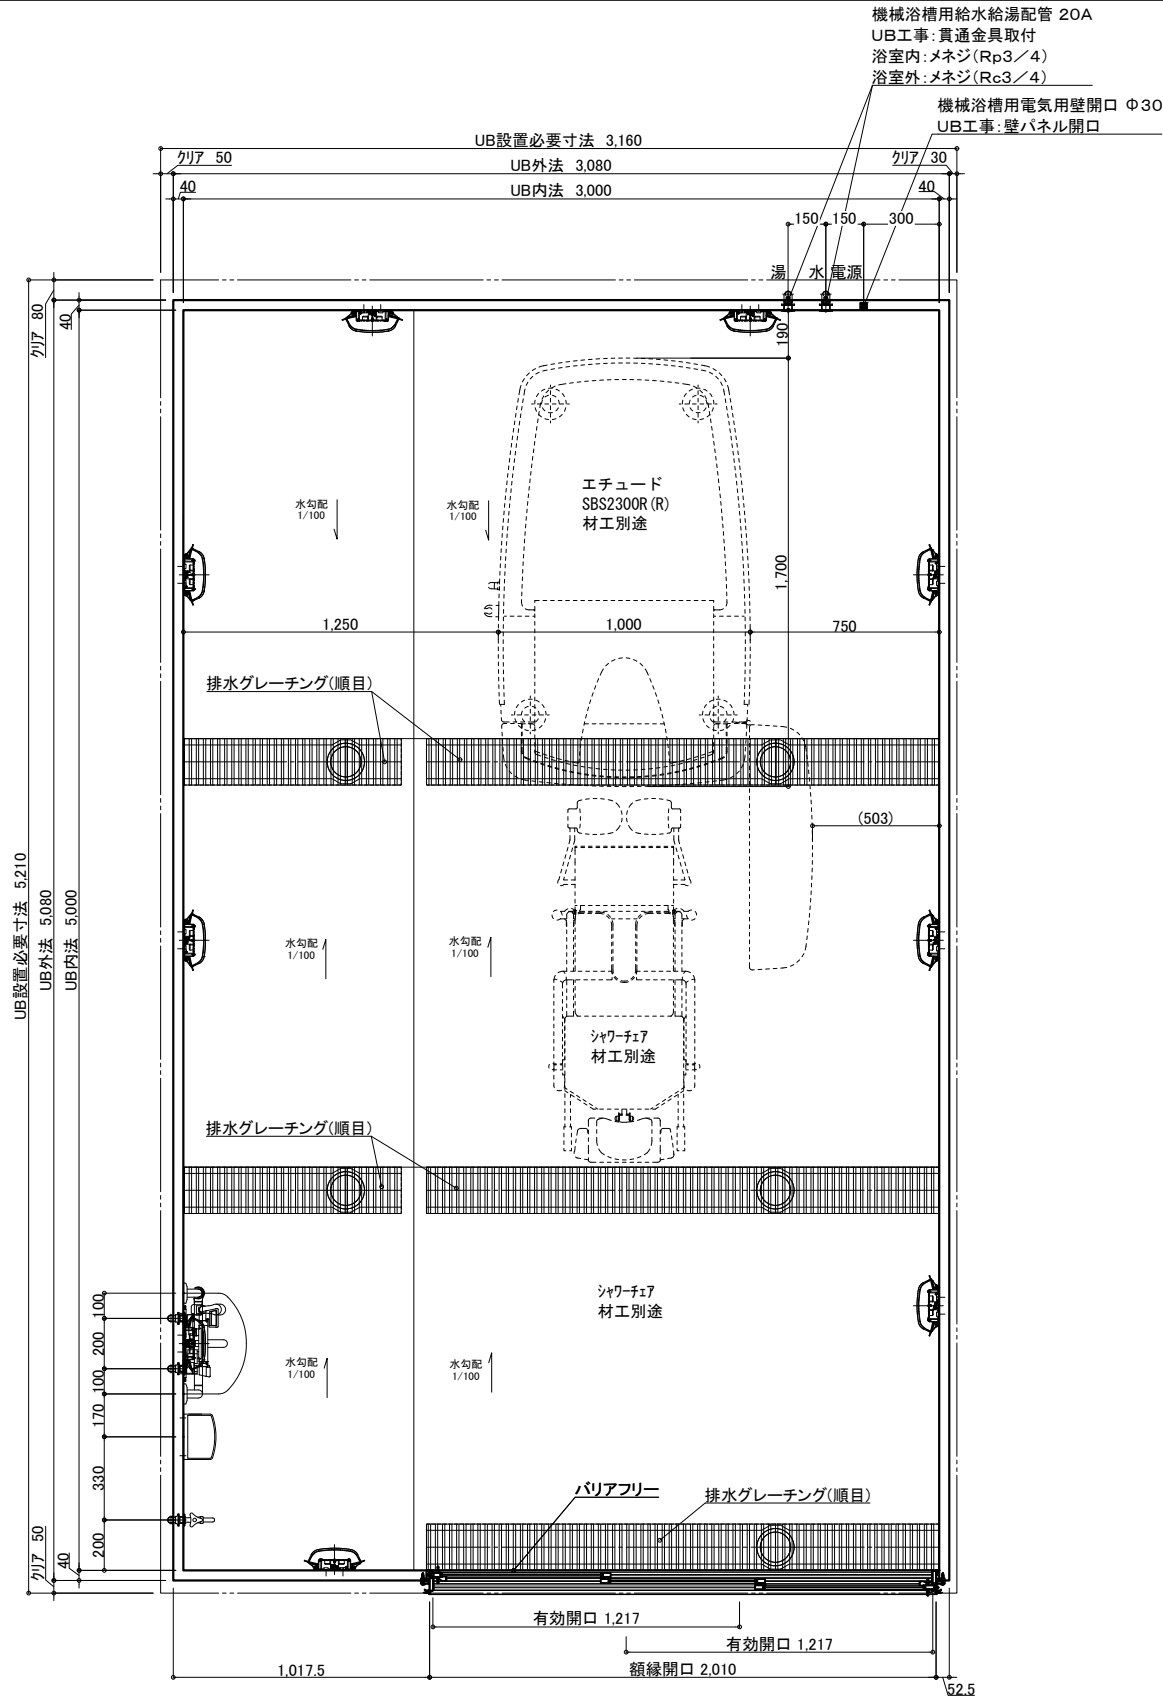 機械浴槽用給水給湯配管 20A
UB工事:貫通金具取付
浴室内:メネジ(Rp3／4)
浴室外:メネジ(Rc3／4)
機械浴槽用電気用壁開口 Φ30
UB工事:壁パネル開口
UB設置必要寸法 3,160
ｸﾘｱ 50
UB外法 3,080
ｸﾘｱ 30
40
UB内法 3,000
40
150
150
300
湯
水
電源
ｸﾘｱ 80
40
190
エチュード
SBS2300R(R)
材工別途
水勾配
1/100
水勾配
1/100
1,700
1,250
1,000
750
排水グレーチング(順目)
(503)
UB設置必要寸法 5,210
UB外法 5,080
UB内法 5,000
水勾配
1/100
水勾配
1/100
ｼｬﾜｰﾁｪｱ
材工別途
排水グレーチング(順目)
ｼｬﾜｰﾁｪｱ
材工別途
100
200
100
170
330
200
水勾配
1/100
水勾配
1/100
バリアフリー
排水グレーチング(順目)
ｸﾘｱ 50
40
有効開口 1,217
有効開口 1,217
1,017.5
額縁開口 2,010
52.5